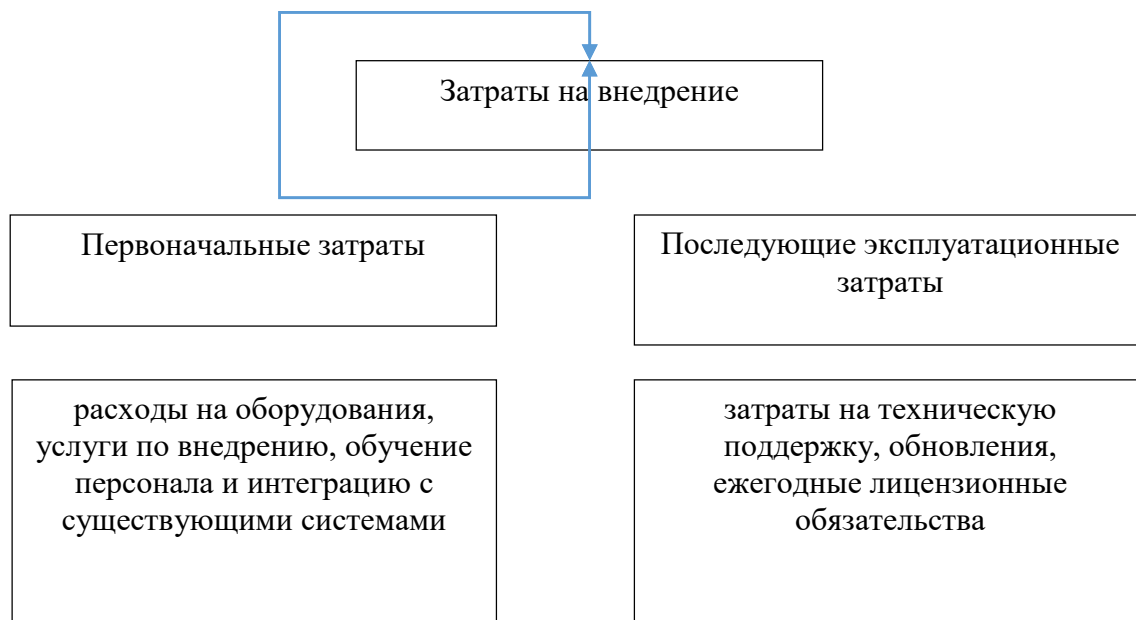 Затраты на внедрение
Первоначальные затраты
Последующие эксплуатационные
затраты
расходы на оборудования,
услуги по внедрению, обучение
персонала и интеграцию с
существующими системами
затраты на техническую
поддержку, обновления,
ежегодные лицензионные
обязательства